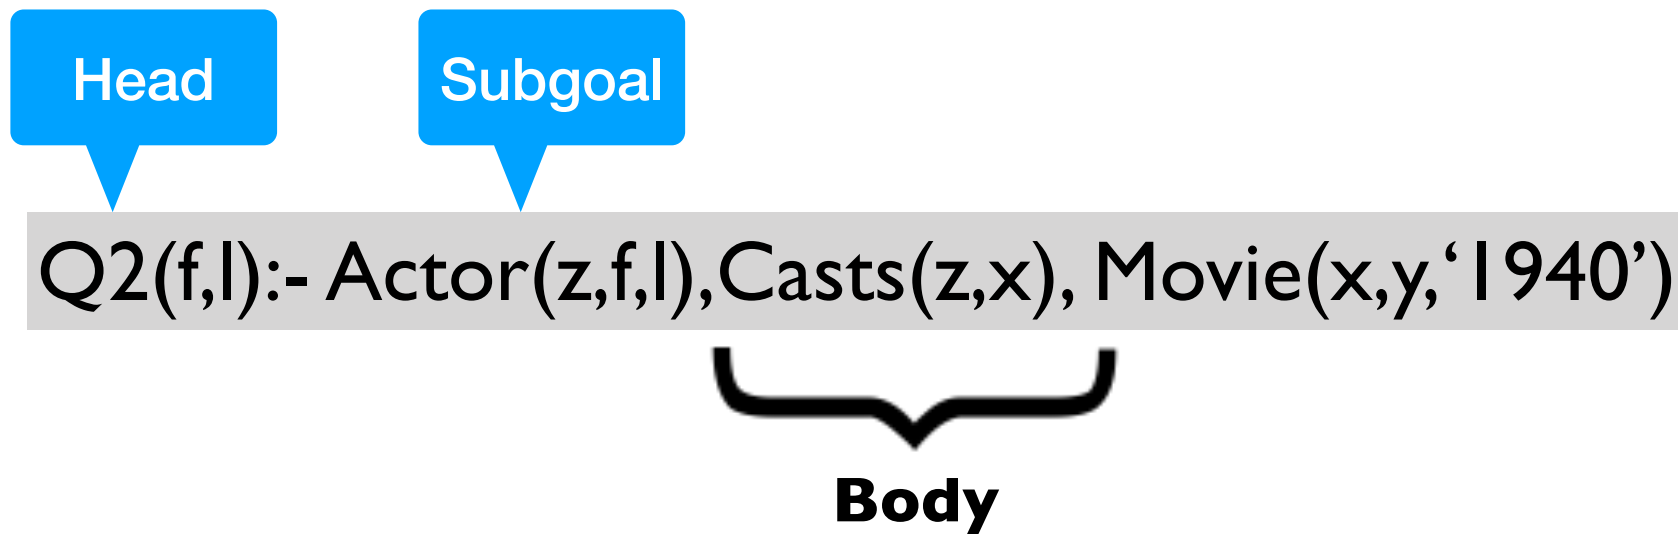 Head
Subgoal
Q2(f,l):- Actor(z,f,l),Casts(z,x), Movie(x,y,‘1940’)
Body